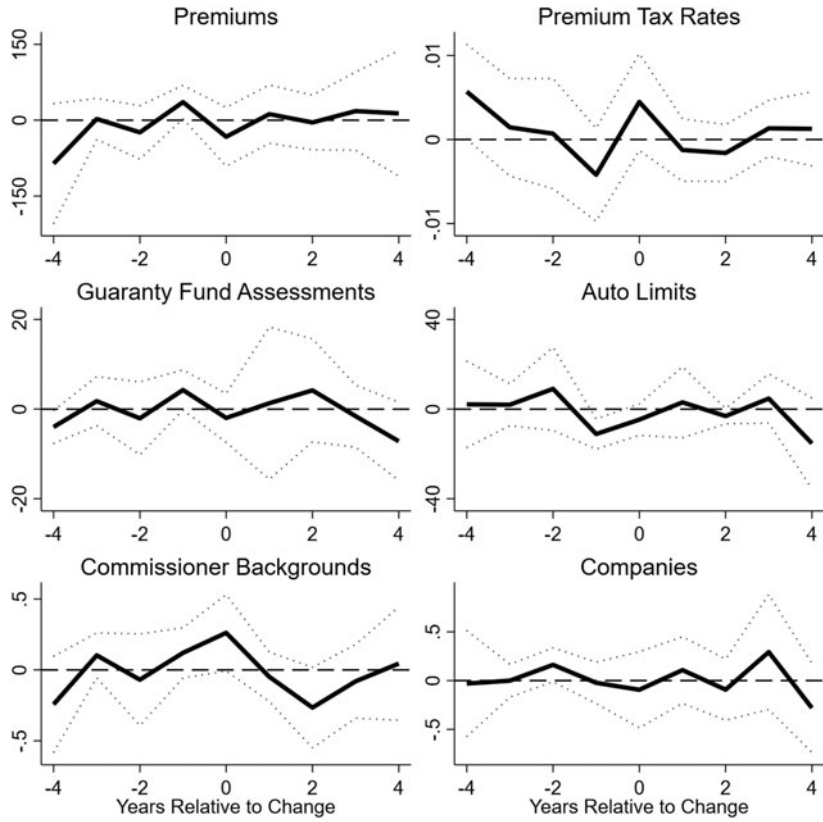 Premiums
150
0
-150
-4 -2 0 2 4
Premium Tax Rates
.01
0
-.01
-4 -2 0 2 4
Guaranty Fund Assessments
20
0
-20
-4 -2 0 2 4
Auto Limits
40
0
-40
-4 -2 0 2 4
Commissioner Backgrounds
.5
0
-.5
-4 -2 0 2 4
Years Relative to Change
Companies
.5
0
-.5
-4 -2 0 2 4
Years Relative to Change